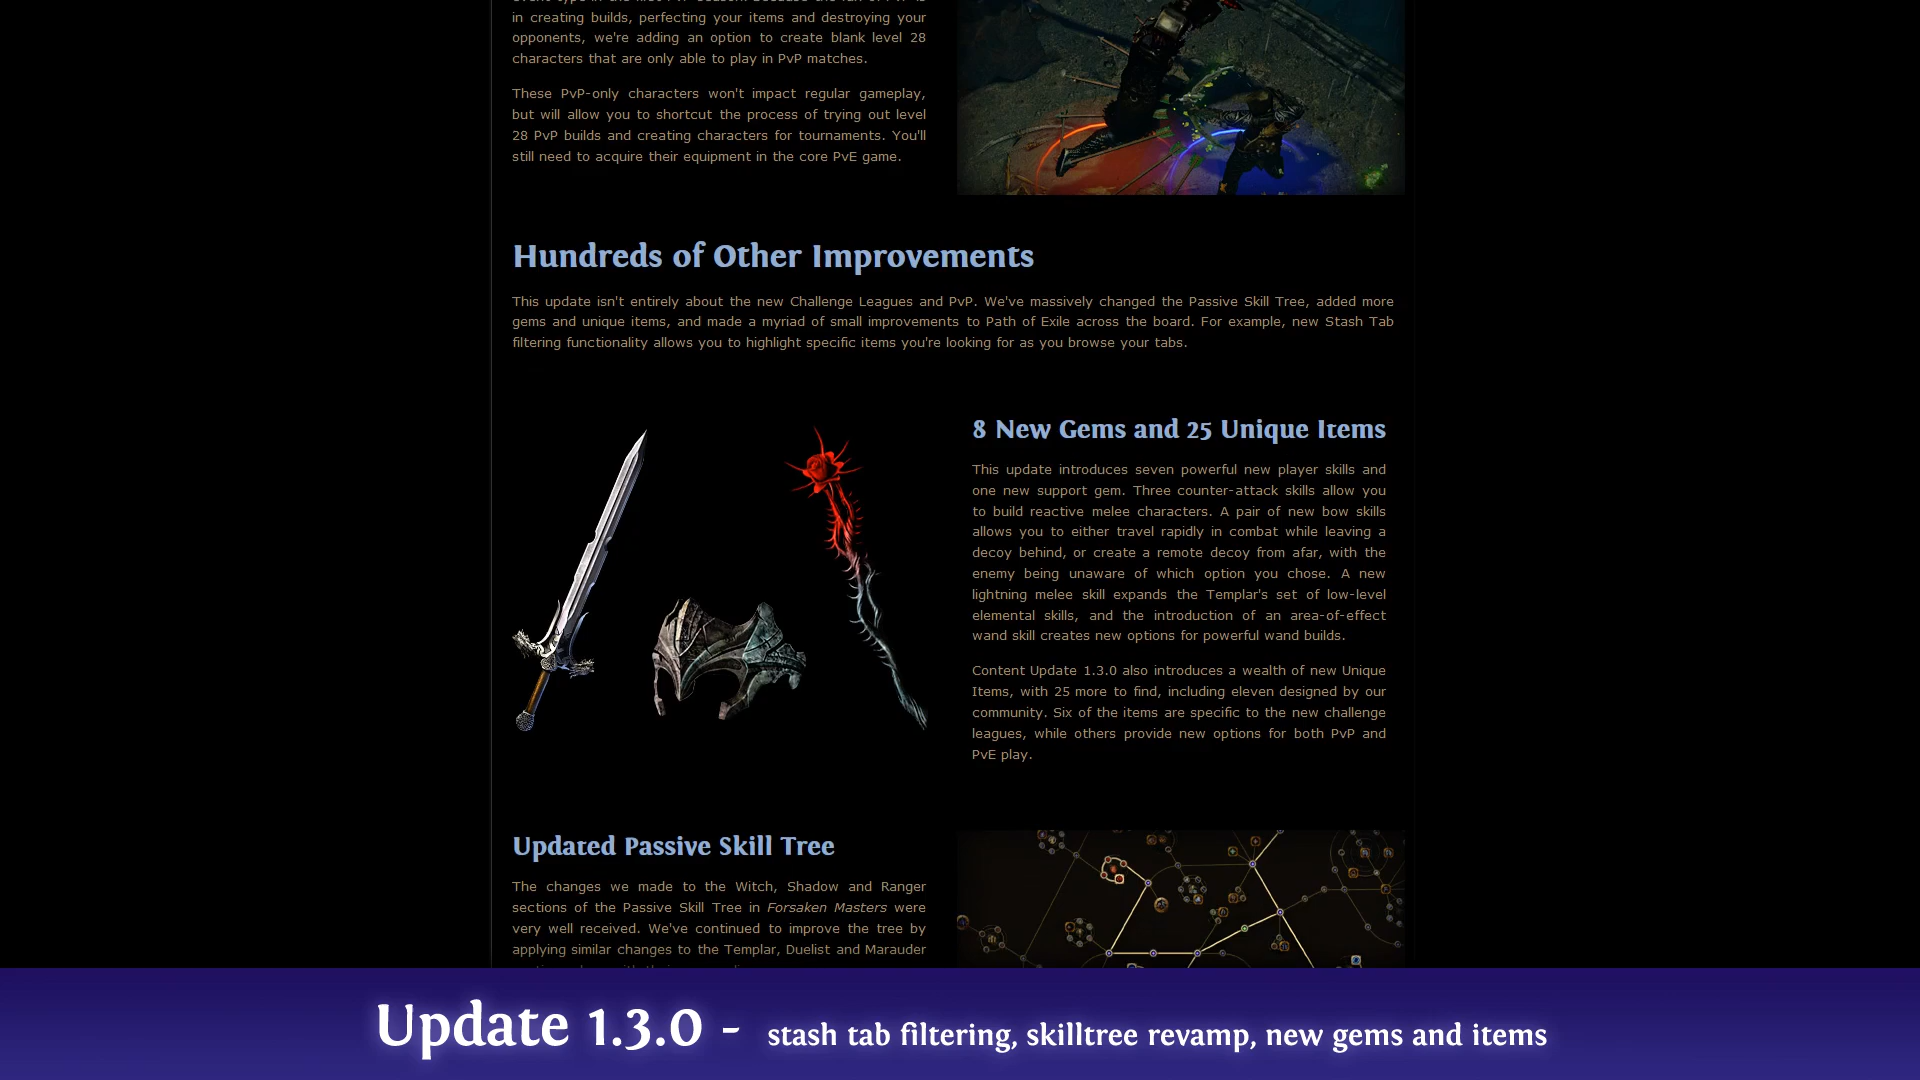 in creating builds, perfecting your items and destroying your
opponents, we're adding an option to create blank level 28
characters that are only able to play in PvP matches.
These PvP-only characters won't impact regular gameplay,
but will allow you to shortcut the process of trying out level
28 PvP builds and creating characters for tournaments. You'll
still need to acquire their equipment in the core PvE game.
Hundreds of Other Improvements
This update isn't entirely about the new Challenge Leagues and PvP. We've massively changed the Passive Skill Tree, added more
gems and unique items, and made a myriad of small improvements to Path of Exile across the board. For example, new Stash Tab
filtering functionality allows you to highlight specific items you're looking for as you browse your tabs.
8 New Gems and 25 Unique Items
This update introduces seven powerful new player skills and
one new support gem. Three counter-attack skills allow you
to build reactive melee characters. A pair of new bow skills
allows you to either travel rapidly in combat while leaving a
decoy behind, or create a remote decoy from afar, with the
enemy being unaware of which option you chose. A new
lightning melee skill expands the Templar's set of low-level
elemental skills, and the introduction of an area-of-effect
wand skill creates new options for powerful wand builds.
Content Update 1.3.0 also introduces a wealth of new Unique
Items, with 25 more to find, including eleven designed by our
community. Six of the items are specific to the new challenge
leagues, while others provide new options for both PvP and
PvE play.
Updated Passive Skill Tree
The changes we made to the Witch, Shadow and Ranger
sections of the Passive Skill Tree in Forsaken Masters were
very well received. We've continued to improve the tree by
applying similar changes to the Templar, Duelist and Marauder
Update 1.3.0 - stash tab filtering, skilltree revamp, new gems and items